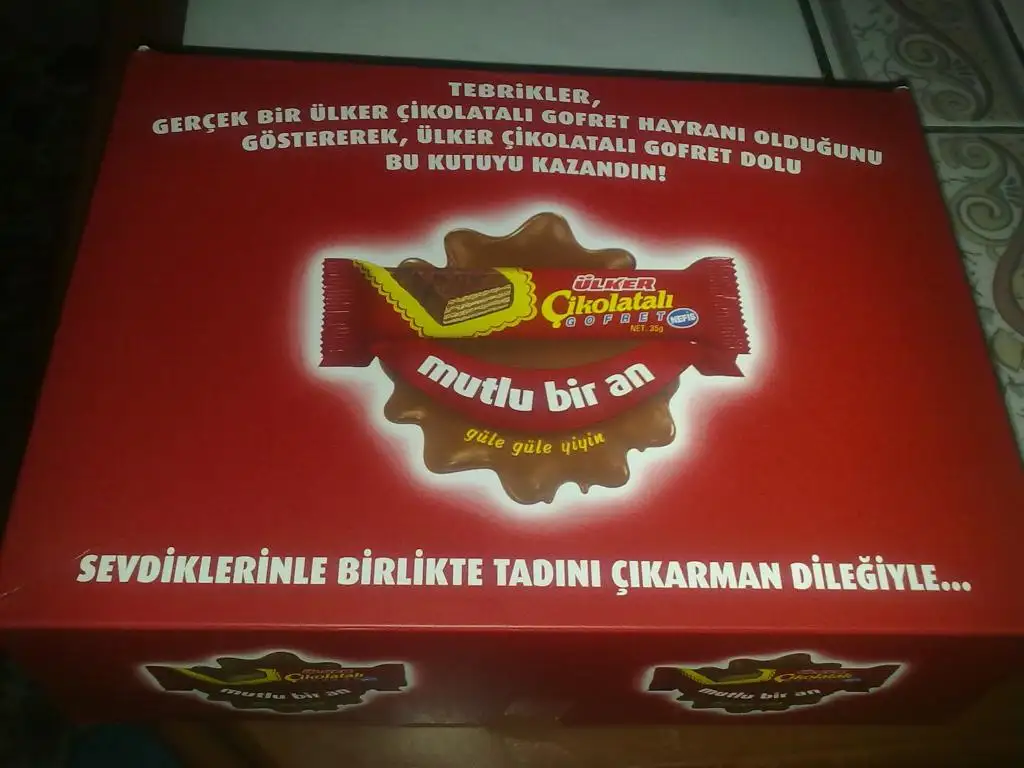 TEBRİKLER,
GERÇEK BİR ÜLKER ÇİKOLATALI GOFRET HAYRANI OLDUĞUNU
GÖSTEREREK, ÜLKER ÇİKOLATALI GOFRET DOLU
BU KUTUYU KAZANDIN!
ÜLKER
Çikolatalı
GOFRET
NEFİS
NET. 35g
mutlu bir an
güle güle yiyin
SEVDİKLERİNLE BİRLİKTE TADINI ÇIKARMAN DİLEĞİYLE...
Çikolatalı
mutlu bir an
Çikolatalı
mutlu bir an